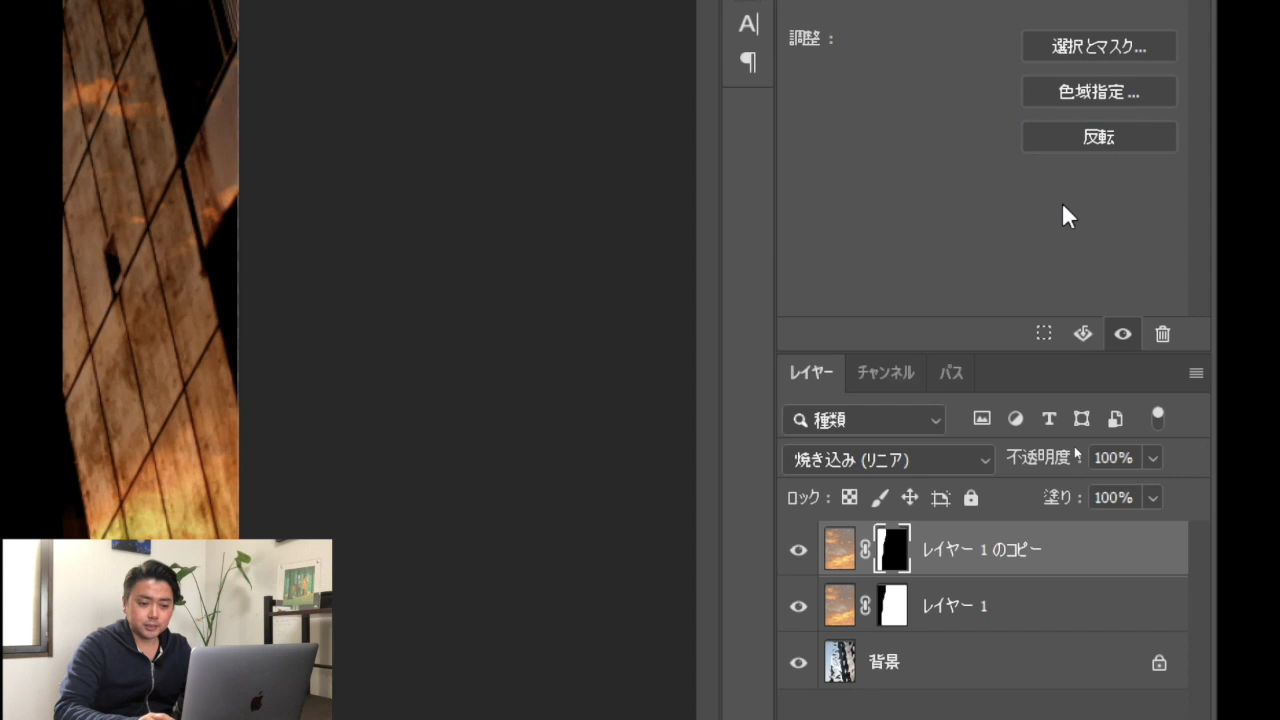 A|
調整 :
選択とマスク...
色域指定 ...
反転
レイヤー チャンネル パス
種類
焼き込み (リニア) 不透明度 : 100%
ロック : 塗り : 100%
レイヤー 1 のコピー
レイヤー 1
背景